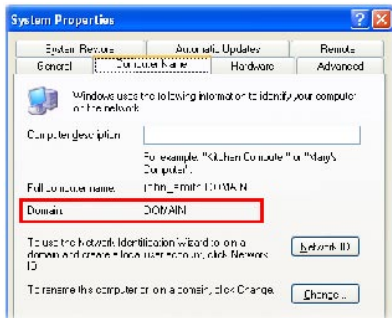 System Properties
System Restore Automatic Updates Remote
General Computer Name Hardware Advanced
Windows uses the following information to identify your computer
on the network.
Computer description:
For example: "Kitchen Computer" or "Mary's
Computer".
Full computer name:
Domain: DOMAIN
To use the Network Identification Wizard to join a
domain and create a local user account, click Network
ID.
Network ID
To rename this computer or join a domain, click Change.
Change...